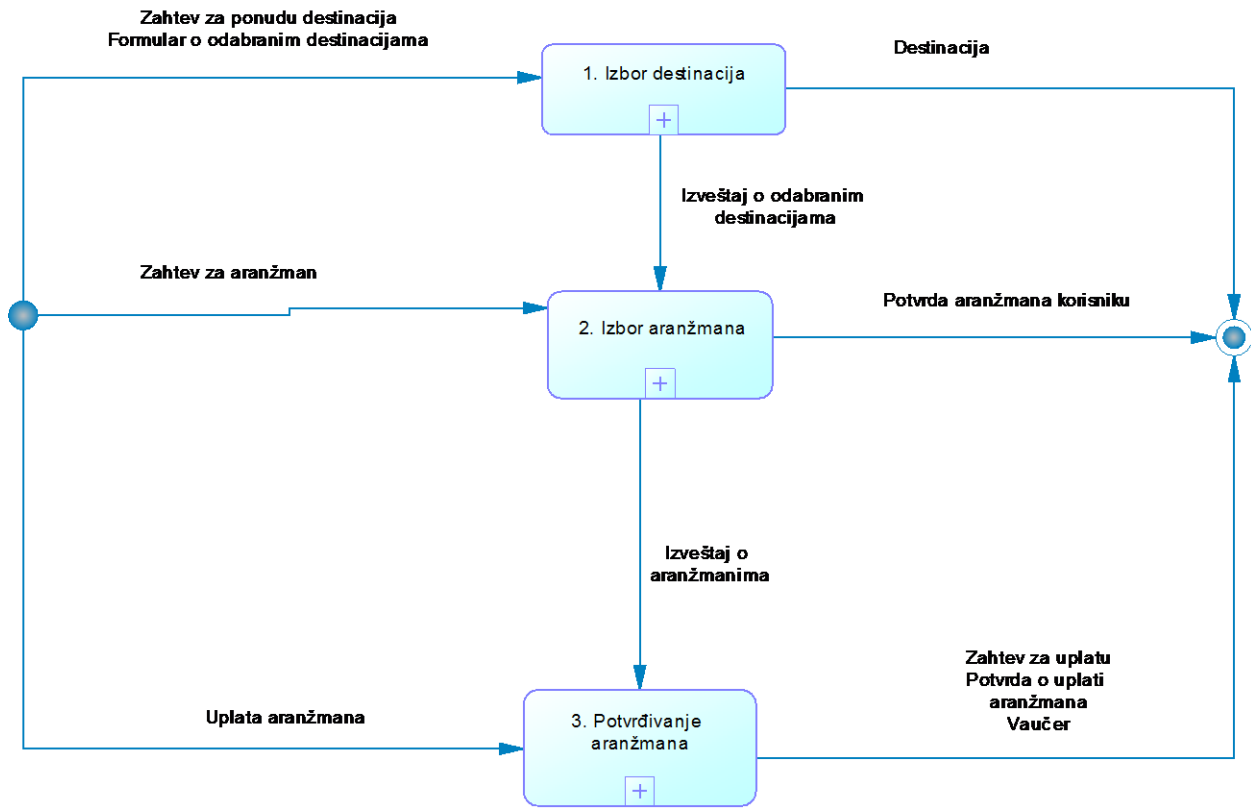 Zahtev za ponudu destinacija
Formular o odabranim destinacijama
Destinacija
1. Izbor destinacija
Izveštaj o odabranim
destinacijama
Zahtev za aranžman
Potvrda aranžmana korisniku
2. Izbor aranžmana
Izveštaj o
aranžmanima
Zahtev za uplatu
Potvrda o uplati
aranžmana
Vaučer
Uplata aranžmana
3. Potvrđivanje
aranžmana